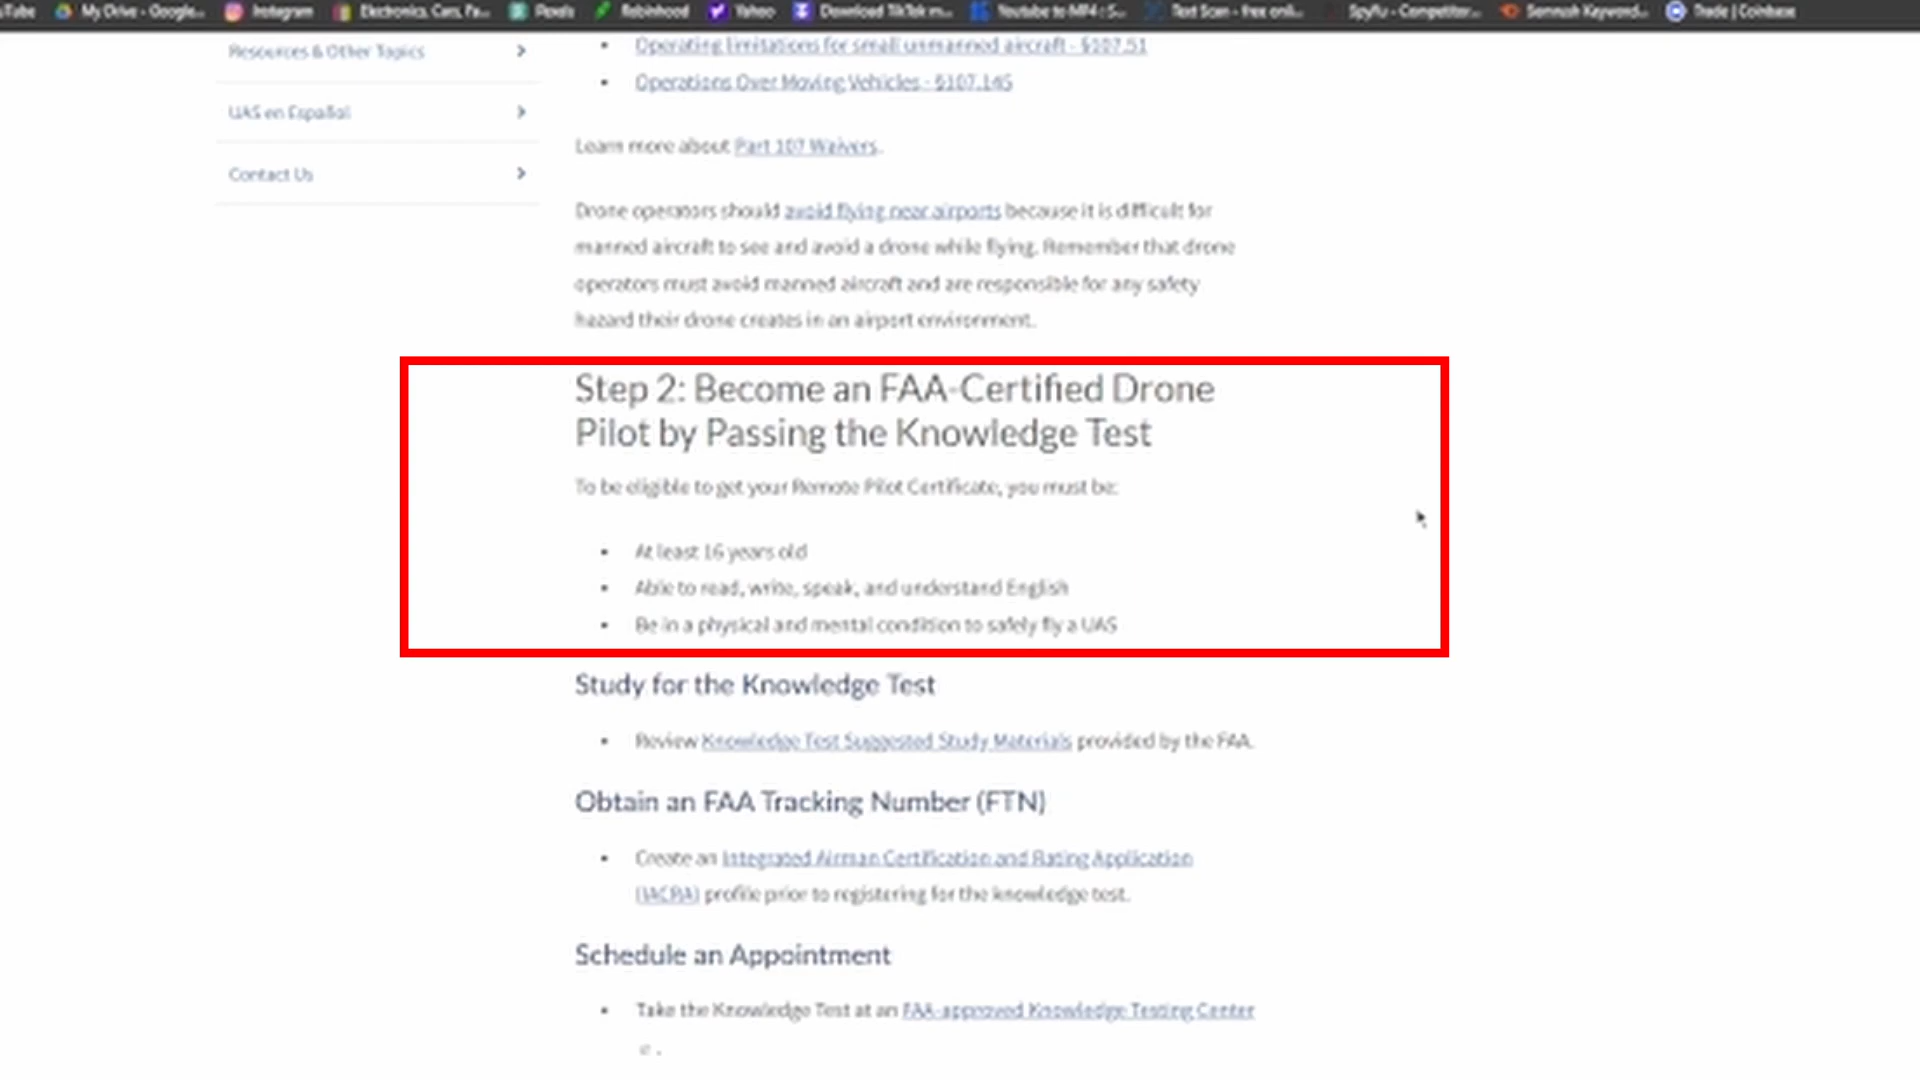 uTube My Drive - Google... Instagram Electronics, Cars, Fa... Pexels Robinhood Yahoo Download TikTok m... Youtube to MP4 : S... Text Scan - free onli... SpyFu - Competitor... Semrush Keyword... Trade | Coinbase
Resources & Other Topics
UAS en Español
Contact Us
• Operating limitations for small unmanned aircraft - §107.51
• Operations Over Moving Vehicles - §107.145
Learn more about Part 107 Waivers.
Drone operators should avoid flying near airports because it is difficult for
manned aircraft to see and avoid a drone while flying. Remember that drone
operators must avoid manned aircraft and are responsible for any safety
hazard their drone creates in an airport environment.
Step 2: Become an FAA-Certified Drone
Pilot by Passing the Knowledge Test
To be eligible to get your Remote Pilot Certificate, you must be:
• At least 16 years old
• Able to read, write, speak, and understand English
• Be in a physical and mental condition to safely fly a UAS
Study for the Knowledge Test
• Review Knowledge Test Suggested Study Materials provided by the FAA.
Obtain an FAA Tracking Number (FTN)
• Create an Integrated Airman Certification and Rating Application
(IACRA) profile prior to registering for the knowledge test.
Schedule an Appointment
• Take the Knowledge Test at an FAA-approved Knowledge Testing Center
.